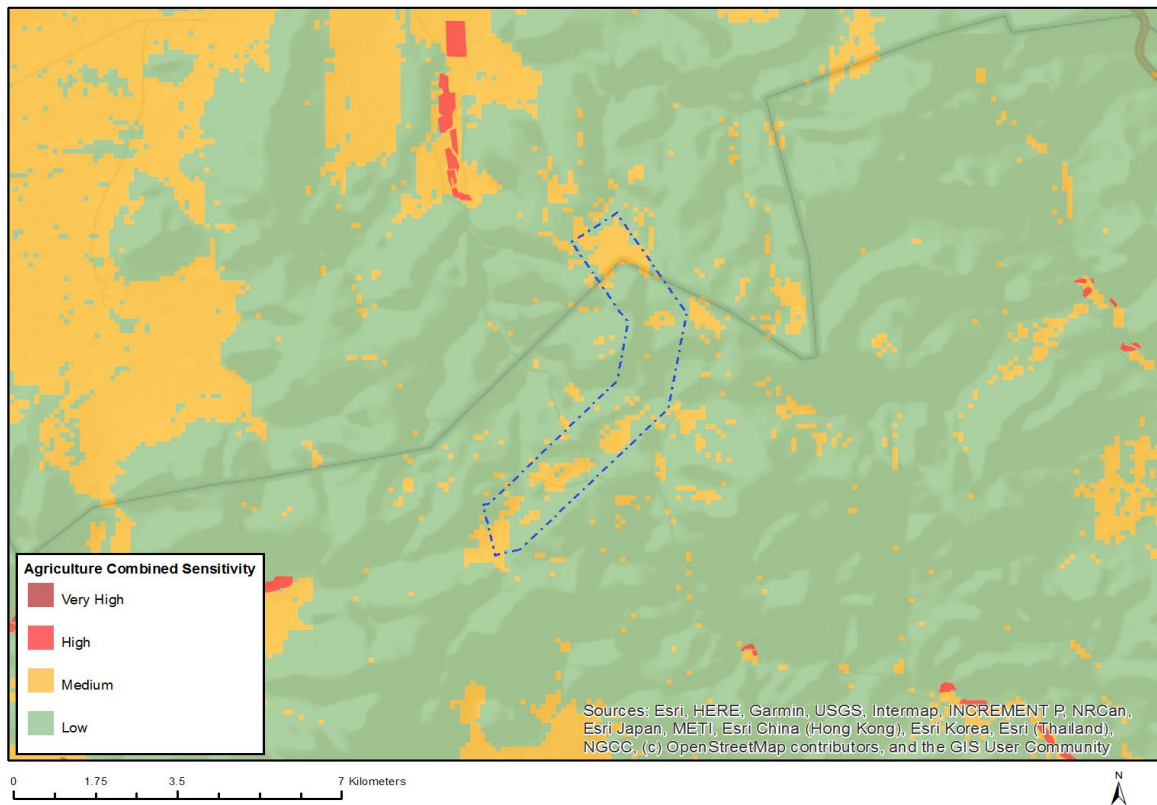 Agriculture Combined Sensitivity
Very High
High
Medium
Low
Sources: Esri, HERE, Garmin, USGS, Intermap, INCREMENT P, NRCan,
Esri Japan, METI, Esri China (Hong Kong), Esri Korea, Esri (Thailand),
NGCC, (c) OpenStreetMap contributors, and the GIS User Community
0 1.75 3.5 7 Kilometers
N